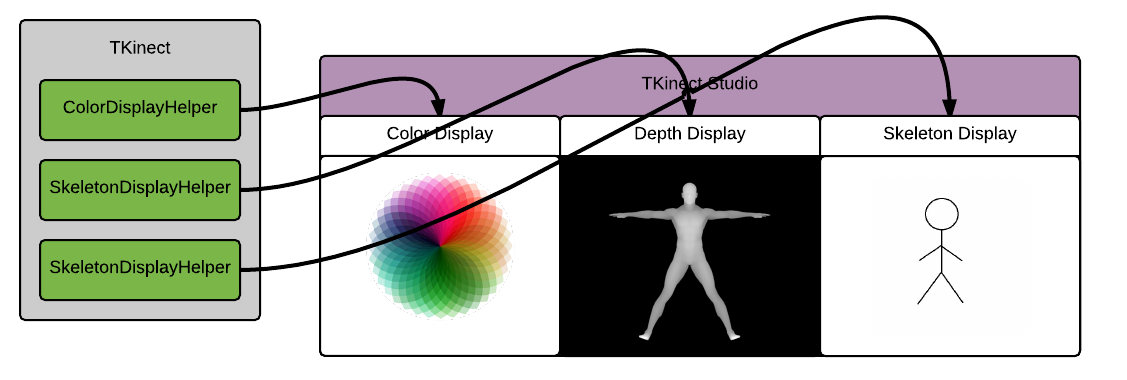 TKinect
ColorDisplayHelper
SkeletonDisplayHelper
SkeletonDisplayHelper
TKinect Studio
Color Display
Depth Display
Skeleton Display